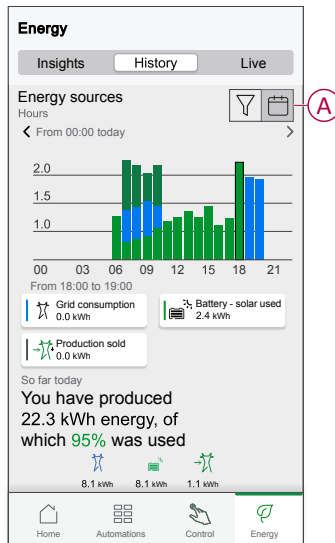 Energy
Insights History Live
Energy sources
Hours
A
From 00:00 today
2.0
1.5
1.0
00 03 06 09 12 15 18 21
From 18:00 to 19:00
Grid consumption
0.0 kWh
Battery - solar used
2.4 kWh
Production sold
0.0 kWh
So far today
You have produced
22.3 kWh energy, of
which 95% was used
8.1 kWh 8.1 kWh 1.1 kWh
Home Automations Control Energy